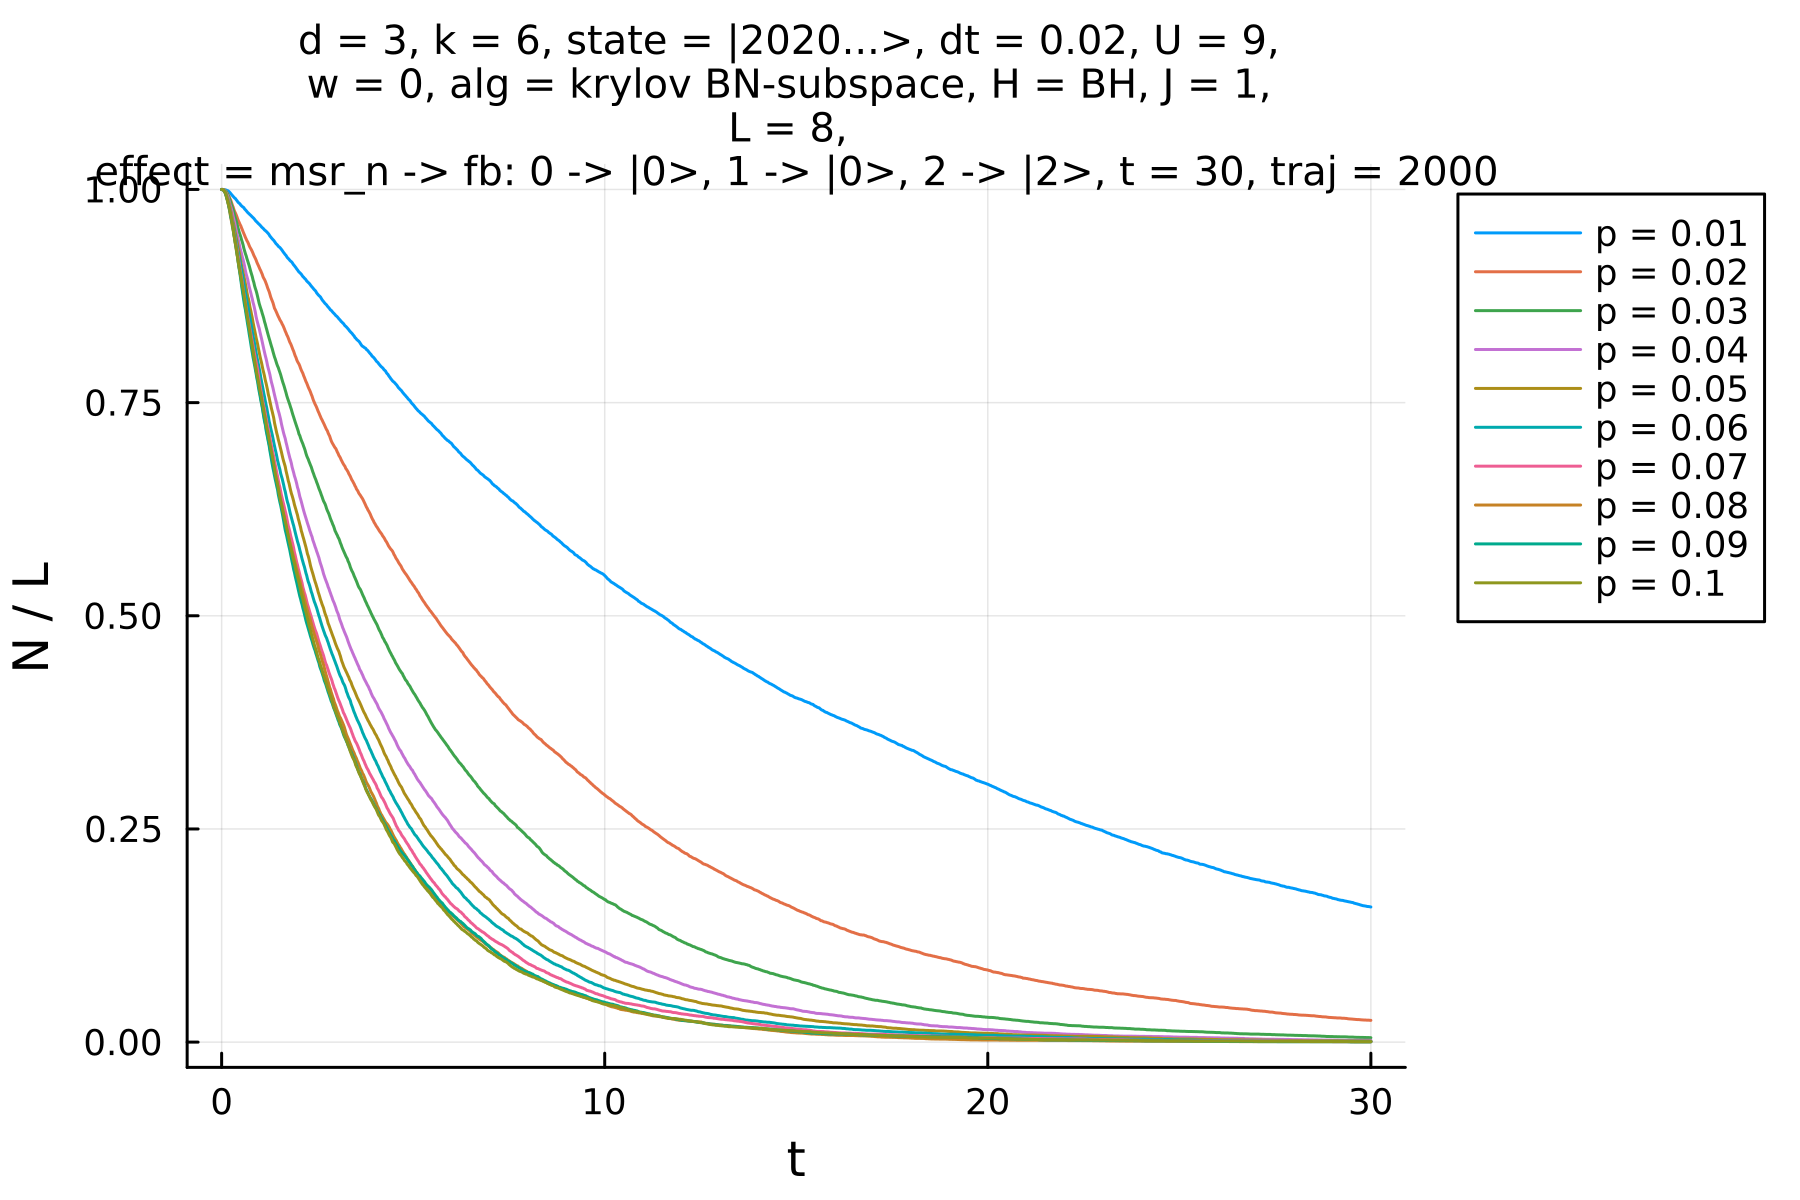 d = 3, k = 6, state = |2020...>, dt = 0.02, U = 9,
w = 0, alg = krylov BN-subspace, H = BH, J = 1,
L = 8,
effect = msr_n -> fb: 0 -> |0>, 1 -> |0>, 2 -> |2>, t = 30, traj = 2000
1.00
0.75
0.50
0.25
0.00
N / L
0
10
20
30
t
p = 0.01
p = 0.02
p = 0.03
p = 0.04
p = 0.05
p = 0.06
p = 0.07
p = 0.08
p = 0.09
p = 0.1